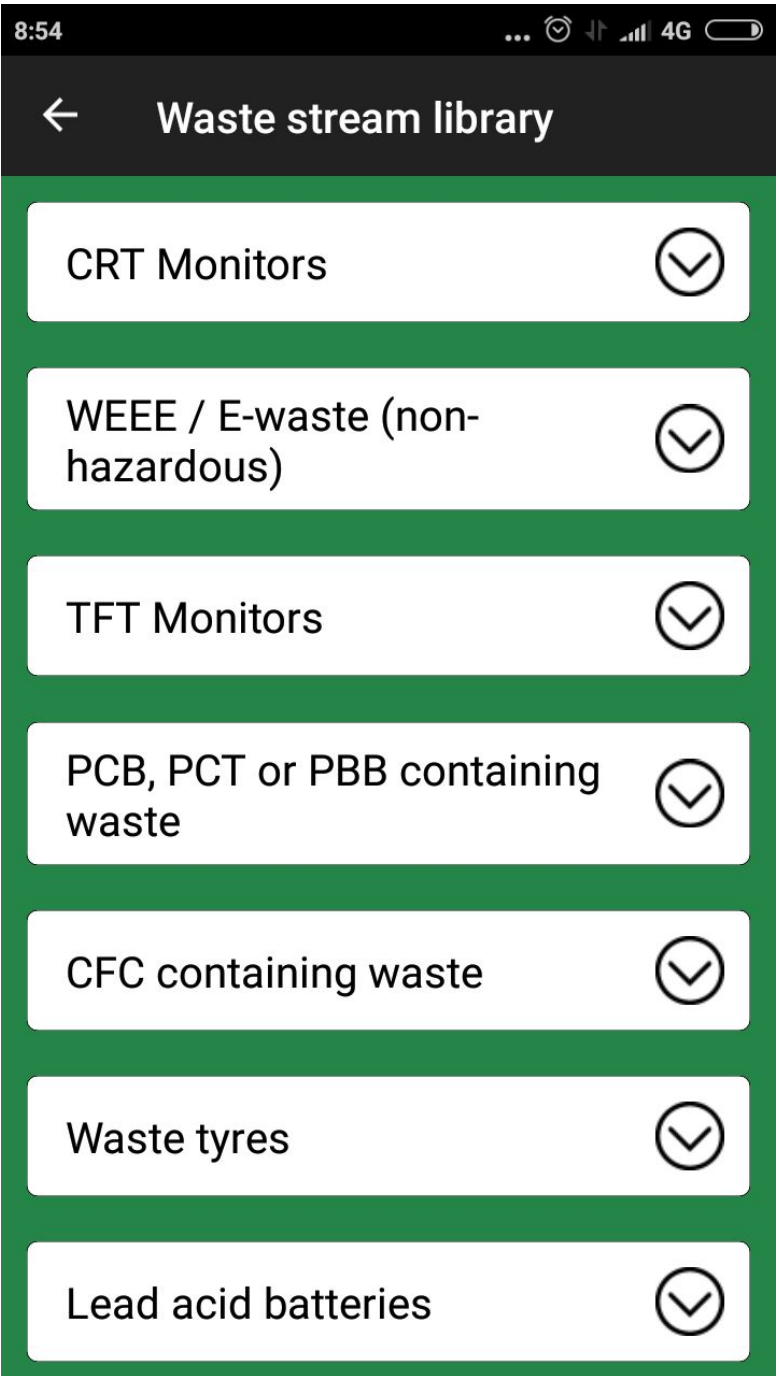 8:54
... 4G
Waste stream library
CRT Monitors
WEEE / E-waste (non-
hazardous)
TFT Monitors
PCB, PCT or PBB containing
waste
CFC containing waste
Waste tyres
Lead acid batteries